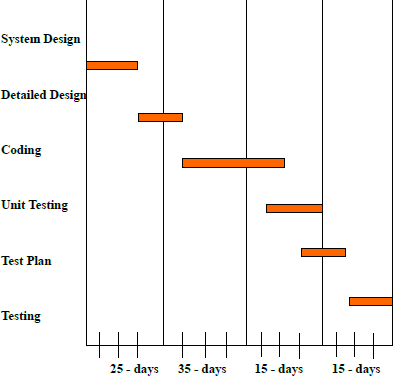 System Design
Detailed Design
Coding
Unit Testing
Test Plan
Testing
25 - days 35 - days 15 - days 15 - days